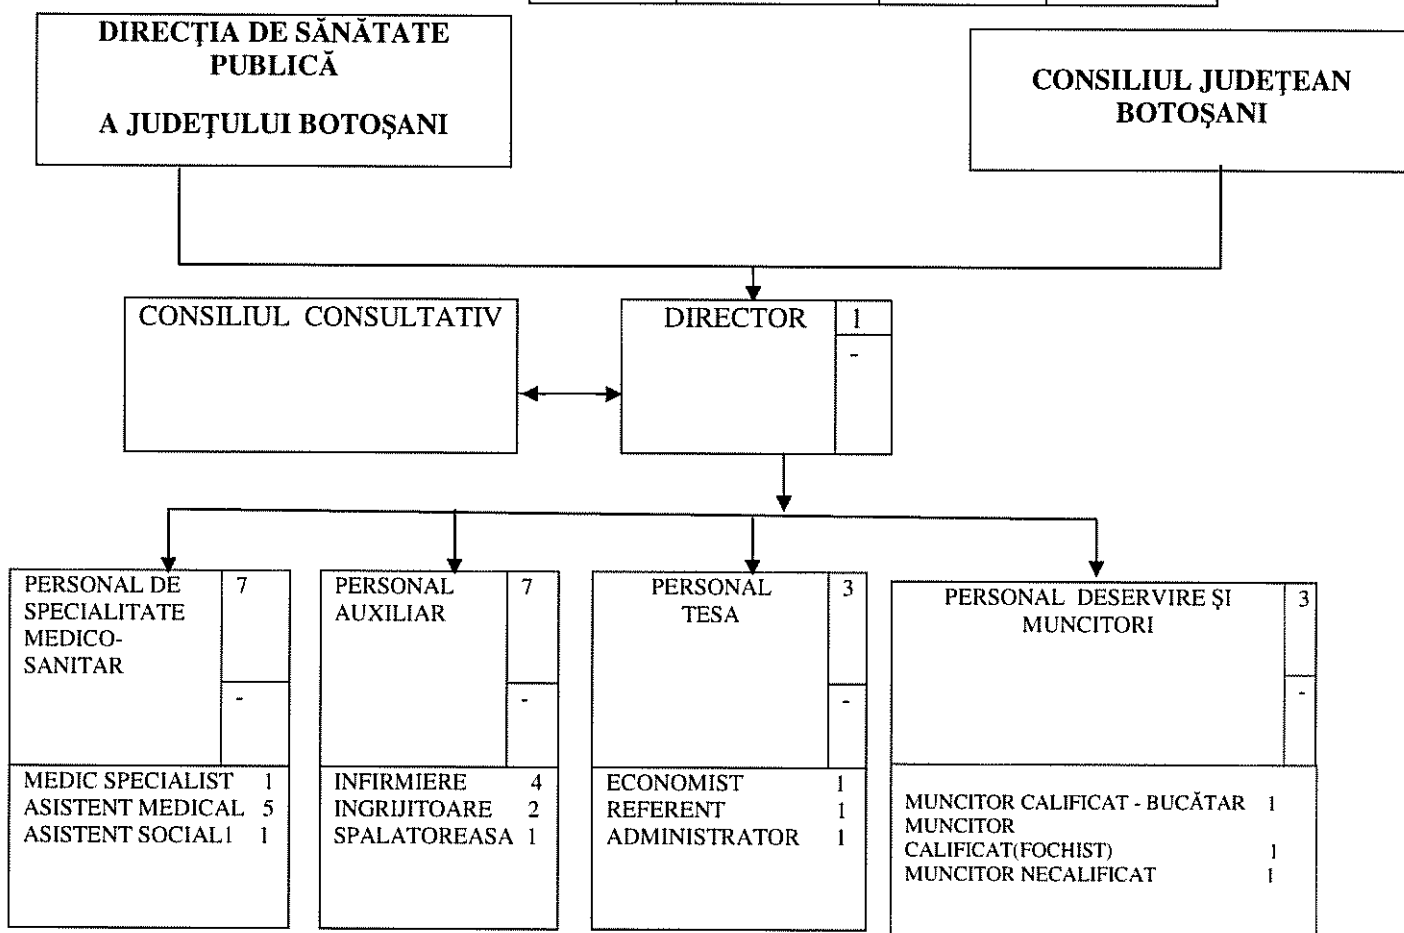 DIRECŢIA DE SĂNĂTATE
PUBLICĂ
A JUDEŢULUI BOTOŞANI
CONSILIUL JUDEŢEAN
BOTOŞANI
CONSILIUL CONSULTATIV
DIRECTOR 1
-
PERSONAL DE 7
SPECIALITATE
MEDICO-
SANITAR
-
MEDIC SPECIALIST 1
ASISTENT MEDICAL 5
ASISTENT SOCIAL1 1
PERSONAL 7
AUXILIAR
-
INFIRMIERE 4
INGRIJITOARE 2
SPALATOREASA 1
PERSONAL 3
TESA
-
ECONOMIST 1
REFERENT 1
ADMINISTRATOR 1
PERSONAL DESERVIRE ŞI 3
MUNCITORI
-
MUNCITOR CALIFICAT - BUCĂTAR 1
MUNCITOR
CALIFICAT(FOCHIST) 1
MUNCITOR NECALIFICAT 1